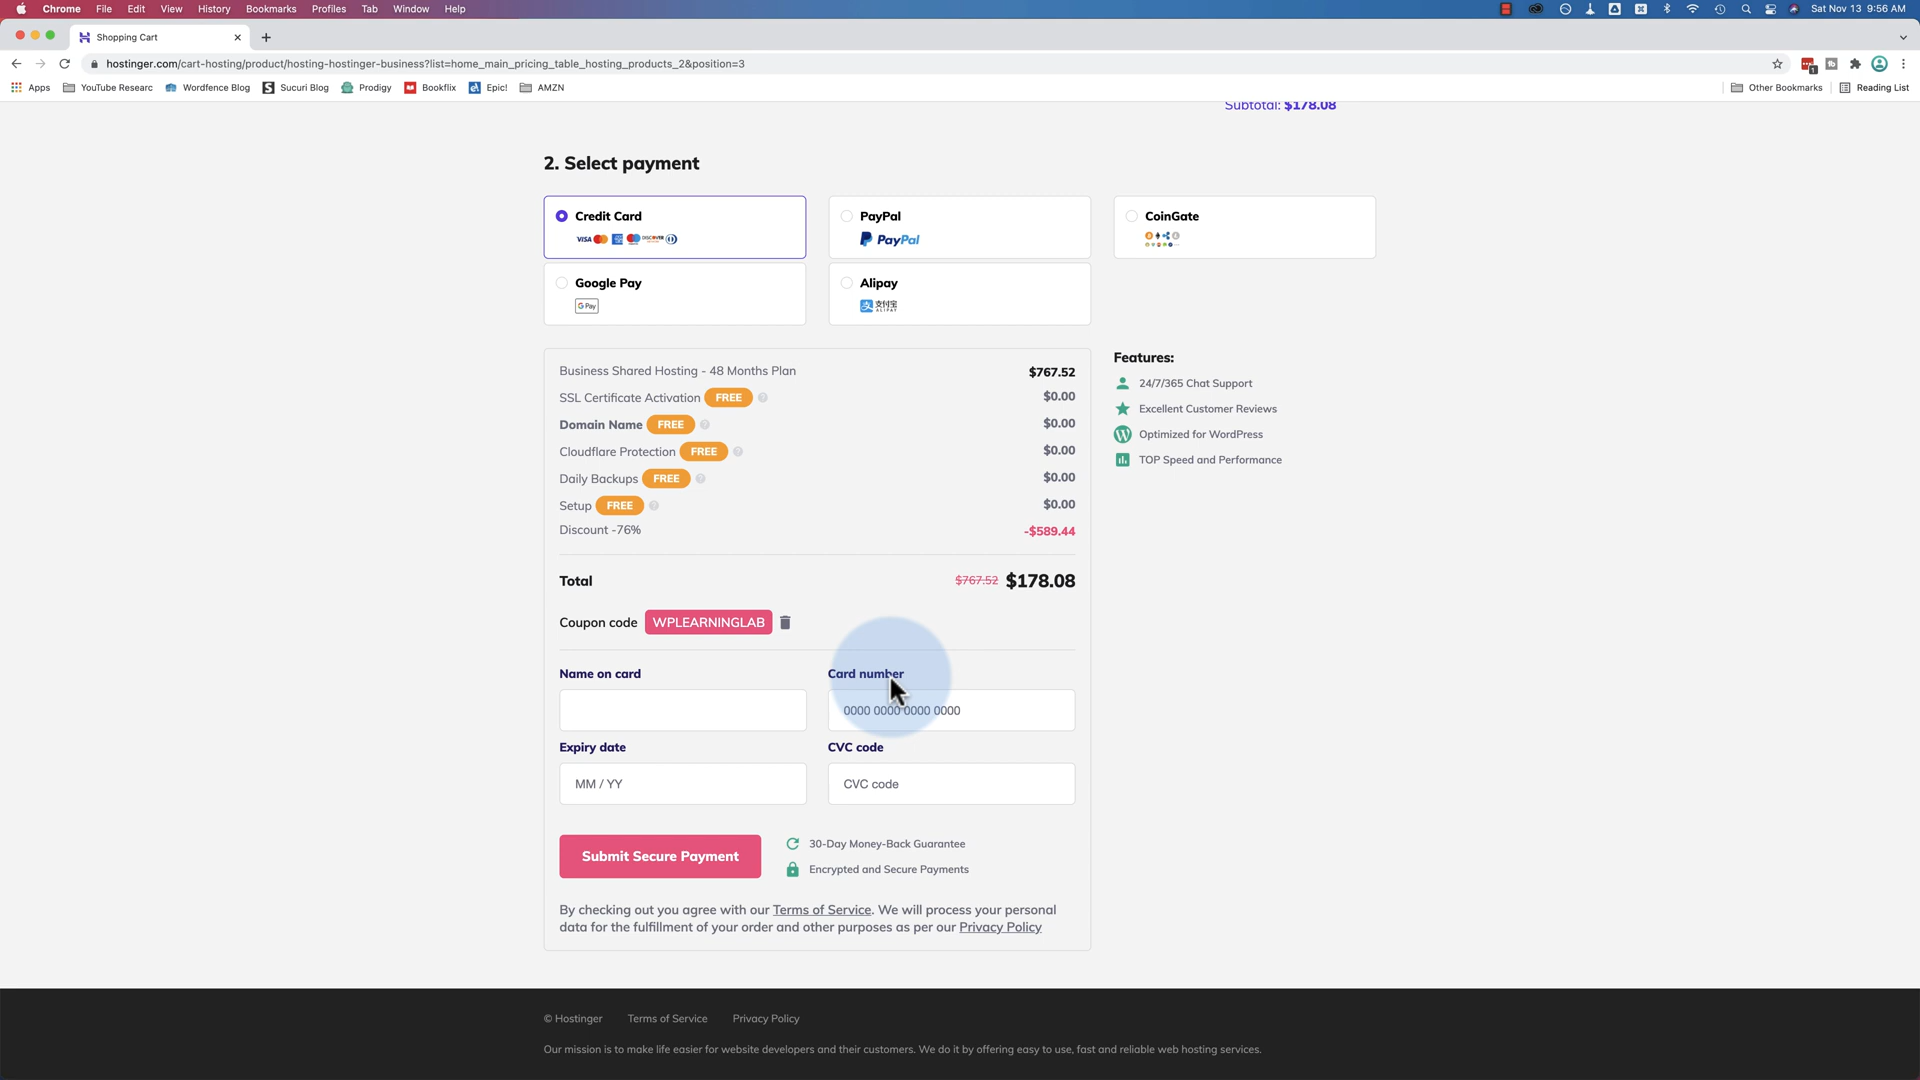 Chrome File Edit View History Bookmarks Profiles Tab Window Help
Sat Nov 13 9:56 AM
Shopping Cart
hostinger.com/cart-hosting/product/hosting-hostinger-business?list=home_main_pricing_table_hosting_products_2&position=3
1
Apps YouTube Researc Wordfence Blog Sucuri Blog Prodigy Bookflix Epic! AMZN Other Bookmarks Reading List
Subtotal: $178.08
2. Select payment
Credit Card PayPal CoinGate
VISA DISCOVER PayPal
Google Pay Alipay
G Pay 支付宝
ALIPAY
Business Shared Hosting - 48 Months Plan $767.52
SSL Certificate Activation FREE ? $0.00
Domain Name FREE ? $0.00
Cloudflare Protection FREE ? $0.00
Daily Backups FREE ? $0.00
Setup FREE ? $0.00
Discount -76% -$589.44
Total $767.52 $178.08
Coupon code WPLEARNINGLAB
Name on card Card number
0000 0000 0000 0000
Expiry date CVC code
MM / YY CVC code
Submit Secure Payment
30-Day Money-Back Guarantee
Encrypted and Secure Payments
By checking out you agree with our Terms of Service. We will process your personal
data for the fulfillment of your order and other purposes as per our Privacy Policy
Features:
24/7/365 Chat Support
Excellent Customer Reviews
Optimized for WordPress
TOP Speed and Performance
© Hostinger Terms of Service Privacy Policy
Our mission is to make life easier for website developers and their customers. We do it by offering easy to use, fast and reliable web hosting services.